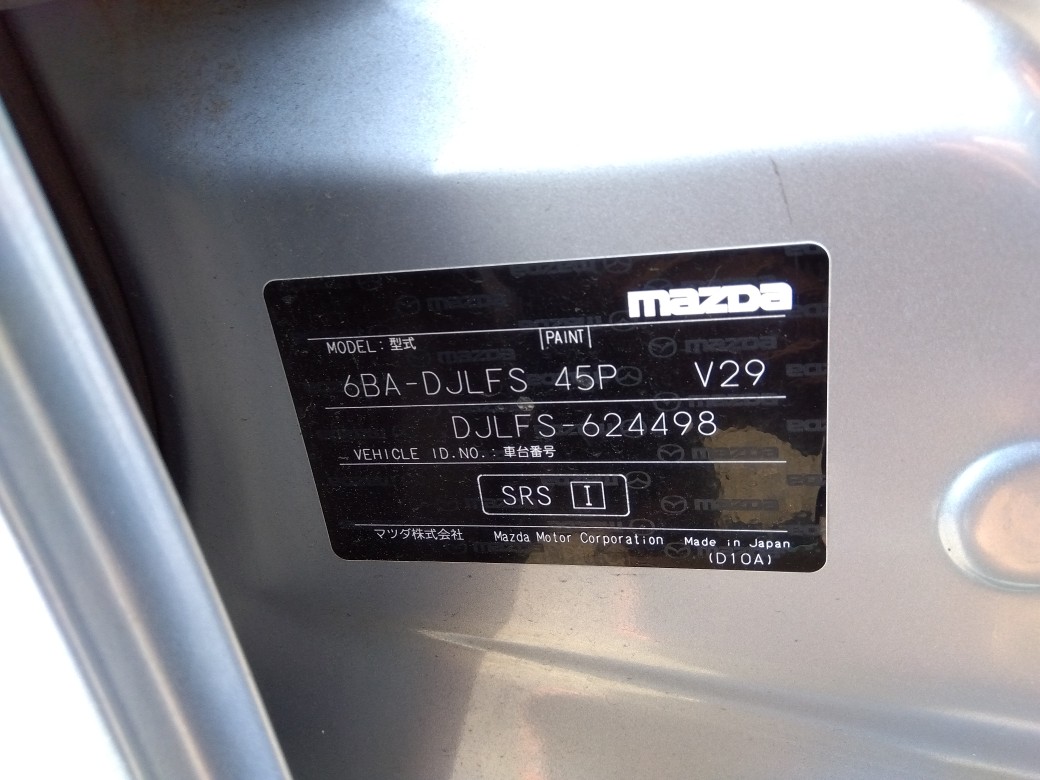 mazda
MODEL: 型式 PAINT
6BA-DJLFS 45P V29
DJLFS-624498
VEHICLE ID.NO.: 車台番号
SRS I
マツダ株式会社 Mazda Motor Corporation Made in Japan
(D10A)